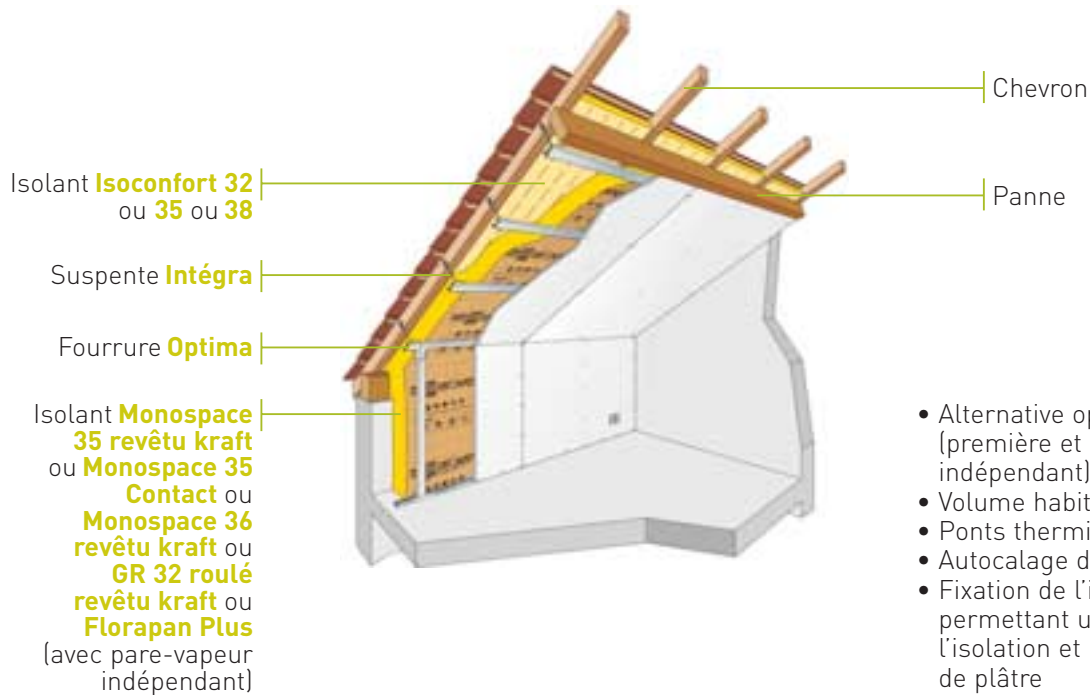 Chevron
Panne
Isolant Isoconfort 32
ou 35 ou 38
Suspente Intégra
Fourrure Optima
Isolant Monospace
35 revêtu kraft
ou Monospace 35
Contact ou
Monospace 36
revêtu kraft ou
GR 32 roulé
revêtu kraft ou
Florapan Plus
(avec pare-vapeur
indépendant)
• Alternative op
(première et
indépendant)
• Volume habit
• Ponts thermi
• Autocalage d
• Fixation de l’i
permettant u
l’isolation et
de plâtre